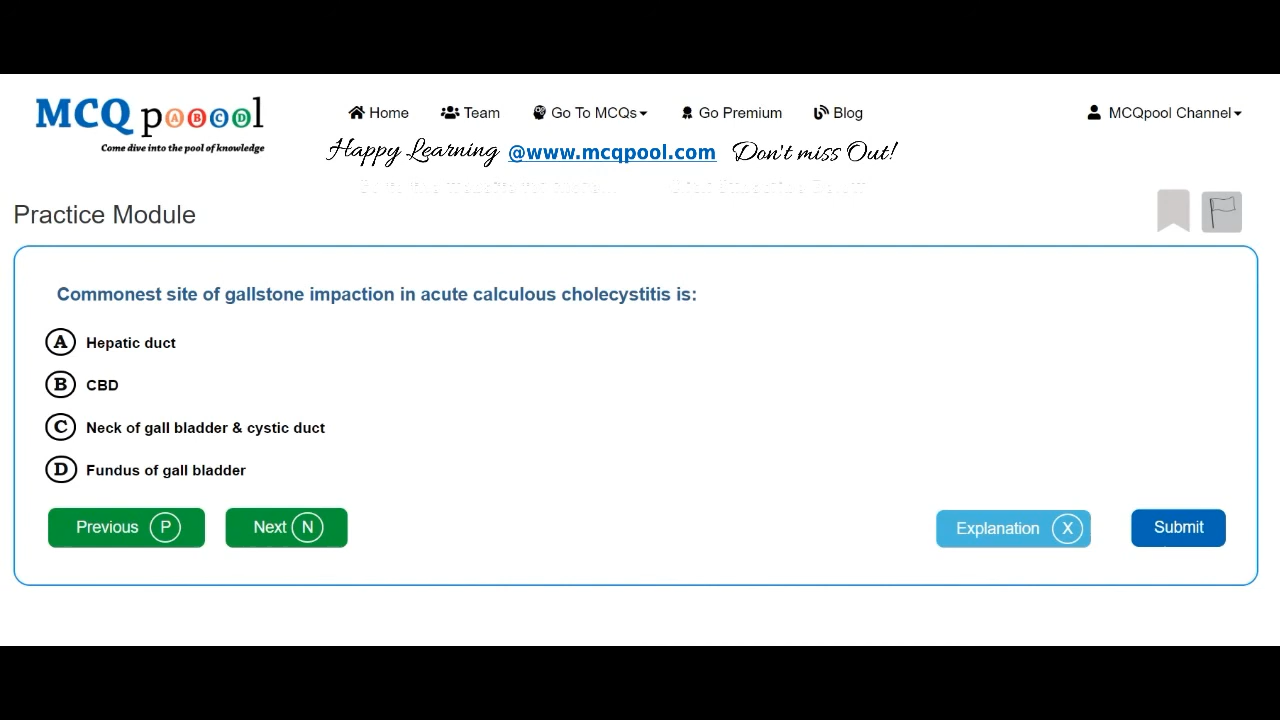 MCQ poool
A B C D
Come dive into the pool of knowledge
Home Team Go To MCQs Go Premium Blog MCQpool Channel
Happy Learning @www.mcqpool.com Don't miss Out!
Practice Module
Commonest site of gallstone impaction in acute calculous cholecystitis is:
A Hepatic duct
B CBD
C Neck of gall bladder & cystic duct
D Fundus of gall bladder
Previous P Next N Explanation X Submit